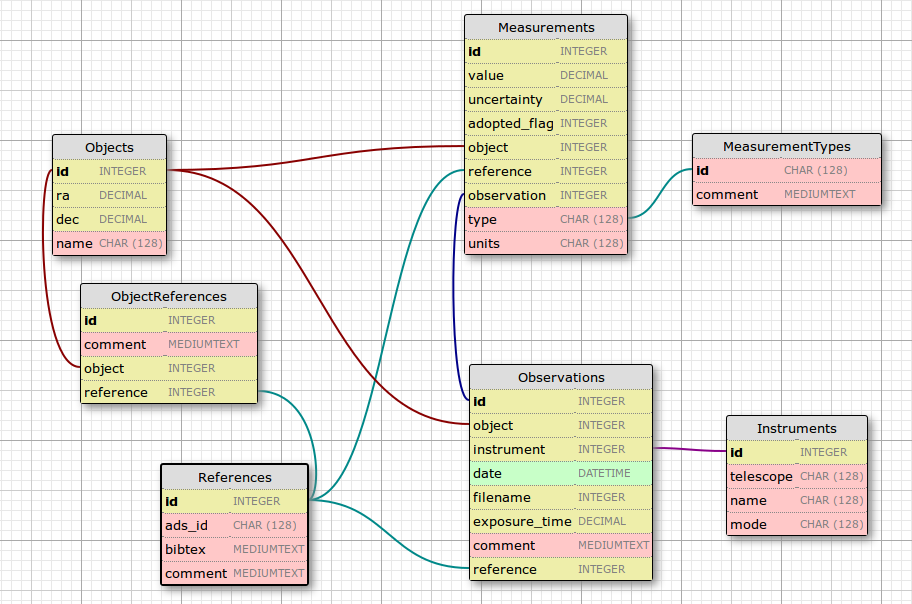 Measurements
id INTEGER
value DECIMAL
uncertainty DECIMAL
adopted_flag INTEGER
object INTEGER
reference INTEGER
observation INTEGER
type CHAR (128)
units CHAR (128)
MeasurementTypes
id CHAR (128)
comment MEDIUMTEXT
Objects
id INTEGER
ra DECIMAL
dec DECIMAL
name CHAR (128)
ObjectReferences
id INTEGER
comment MEDIUMTEXT
object INTEGER
reference INTEGER
Observations
id INTEGER
object INTEGER
instrument INTEGER
date DATETIME
filename INTEGER
exposure_time DECIMAL
comment MEDIUMTEXT
reference INTEGER
Instruments
id INTEGER
telescope CHAR (128)
name CHAR (128)
mode CHAR (128)
References
id INTEGER
ads_id CHAR (128)
bibtex MEDIUMTEXT
comment MEDIUMTEXT